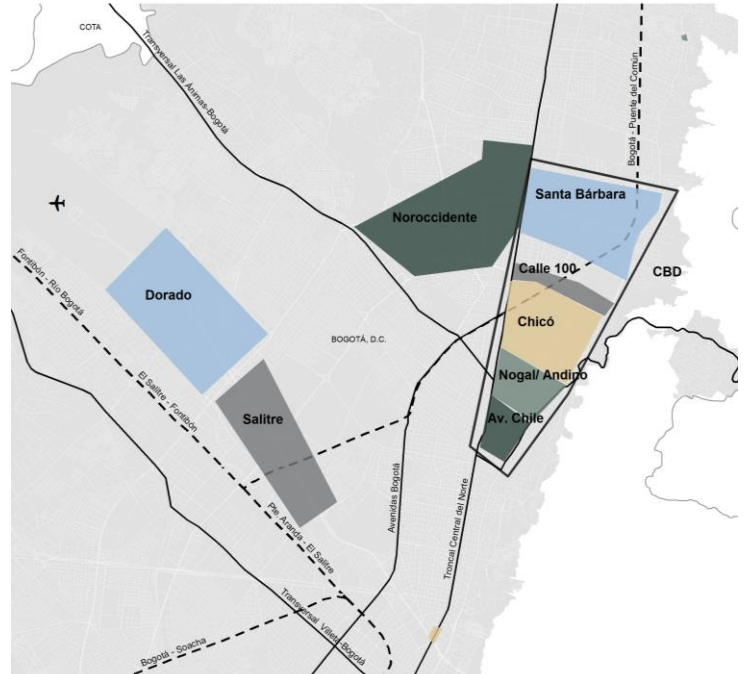 COTA
Transversal Las Ánimas-Bogotá
Bogotá - Puente del Común
Santa Bárbara
Noroccidente
Calle 100
CBD
Fontibón - Río Bogotá
Dorado
Chicó
BOGOTÁ, D.C.
Nogal/ Andino
El Salitre - Fontibón
Salitre
Av. Chile
Avenidas Bogotá
Troncal Central del Norte
Pte. Aranda - El Salitre
Transversal Villeta-Bogotá
Bogotá - Soacha